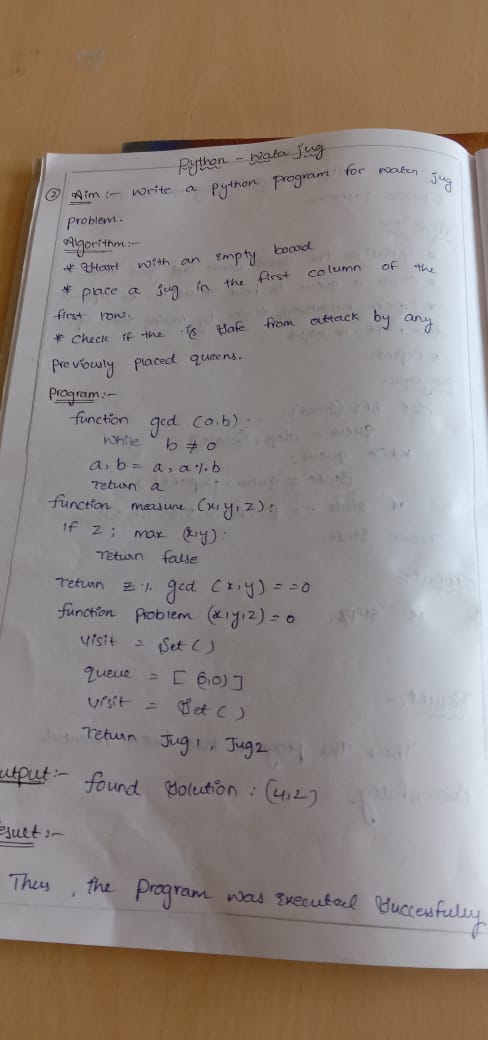 Python - Water jug
② Aim :- Write a python program for water jug
problem.
Algorithm :-
* Start with an empty board
* place a jug in the first column of the
first row.
* Check if the is safe from attack by any
previously placed queens.
Program :-
function gcd (a,b) :
while b ≠ 0
a, b = a, a % b
return a
function measure (x, y, z) :
if z ; max (x,y) :
return false
return z % gcd (x, y) = = 0
function problem (x, y, z) = 0
visit = Set ( )
queue = [ (0,0) ]
visit = Set ( )
return Jug 1, Jug 2
utput :- found solution : (4,2)
esult :-
Thus, the program was executed successfully